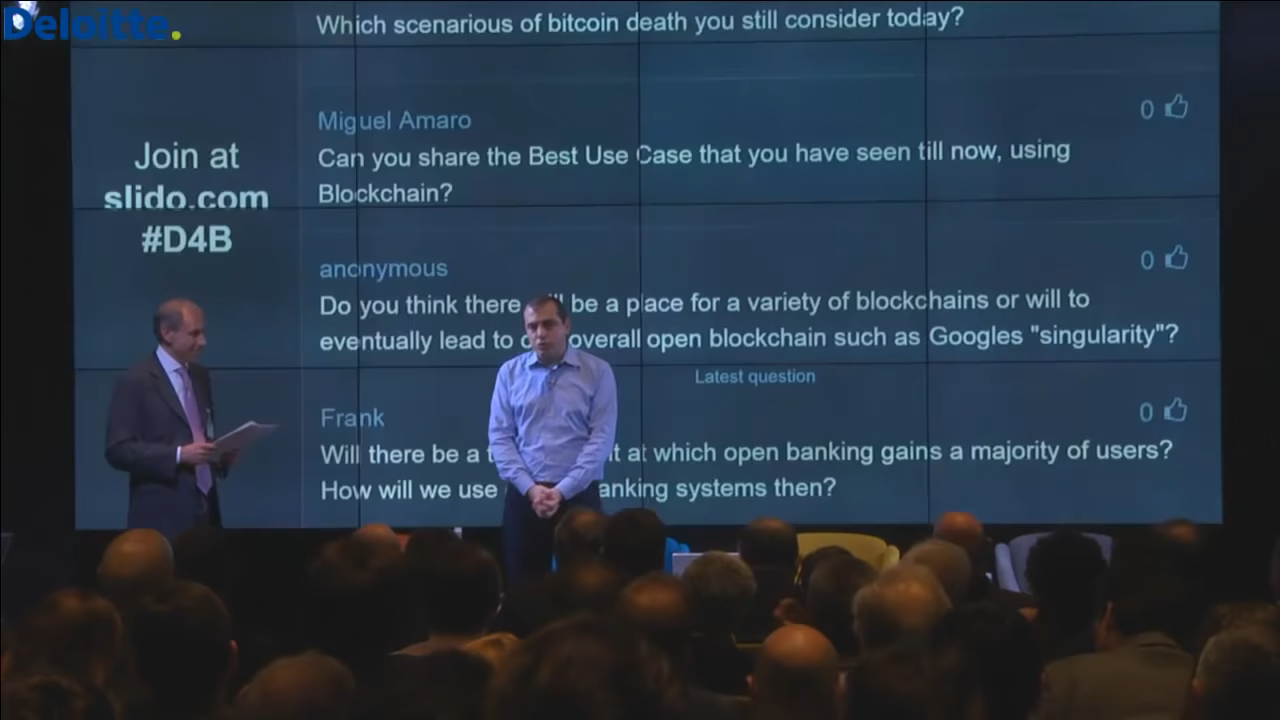 Deloitte.
Which scenarious of bitcoin death you still consider today?
Join at
slido.com
#D4B
Miguel Amaro
0
Can you share the Best Use Case that you have seen till now, using
Blockchain?
anonymous
0
Do you think there be a place for a variety of blockchains or will to
eventually lead to overall open blockchain such as Googles "singularity"?
Latest question
Frank
0
Will there be a at which open banking gains a majority of users?
How will we use systems then?